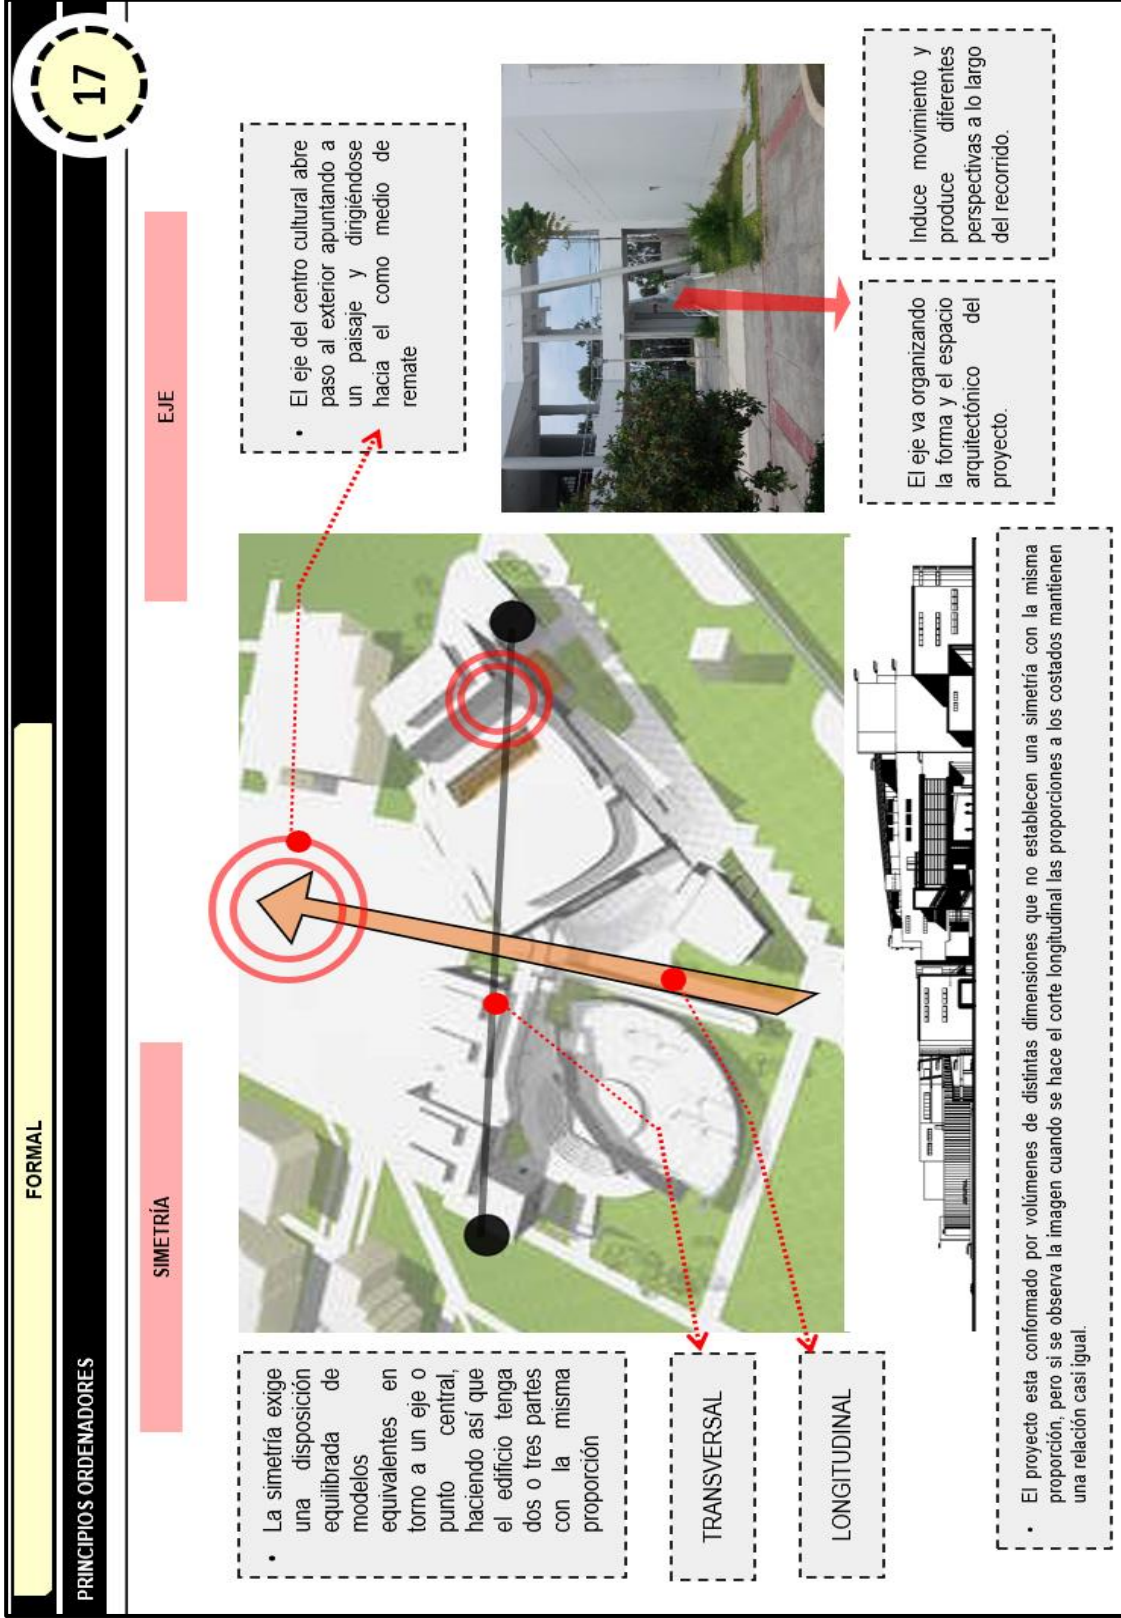 FORMAL
17
PRINCIPIOS ORDENADORES
SIMETRÍA
EJE
• La simetría exige
una disposición
equilibrada de
modelos
equivalentes en
torno a un eje o
punto central,
haciendo así que
el edificio tenga
dos o tres partes
con la misma
proporción
TRANSVERSAL
LONGITUDINAL
• El eje del centro cultural abre
paso al exterior apuntando a
un paisaje y dirigiéndose
hacia el como medio de
remate
El eje va organizando
la forma y el espacio
arquitectónico del
proyecto.
Induce movimiento y
produce diferentes
perspectivas a lo largo
del recorrido.
• El proyecto esta conformado por volúmenes de distintas dimensiones que no establecen una simetría con la misma
proporción, pero si se observa la imagen cuando se hace el corte longitudinal las proporciones a los costados mantienen
una relación casi igual.